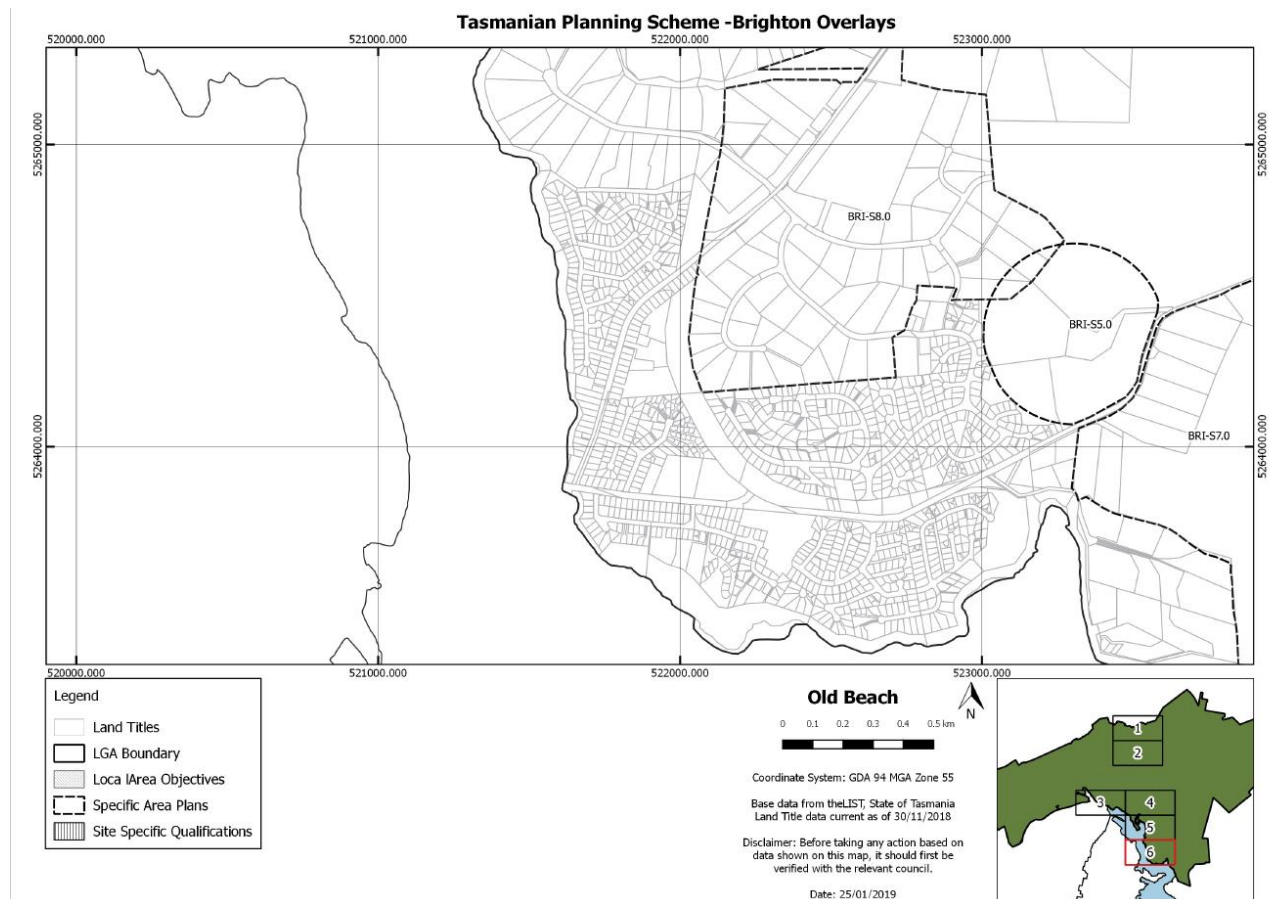 Tasmanian Planning Scheme -Brighton Overlays
520000.000 521000.000 522000.000 523000.000
5265000.000 5265000.000
BRI-S8.0
BRI-S5.0
BRI-S7.0
5264000.000 5264000.000
520000.000 521000.000 522000.000 523000.000
Legend
Land Titles
LGA Boundary
Loca lArea Objectives
Specific Area Plans
Site Specific Qualifications
Old Beach
N
0 0.1 0.2 0.3 0.4 0.5 km
Coordinate System: GDA 94 MGA Zone 55
Base data from theLIST, State of Tasmania
Land Title data current as of 30/11/2018
Disclaimer: Before taking any action based on
data shown on this map, it should first be
verified with the relevant council.
Date: 25/01/2019
1
2
3 4
5
6